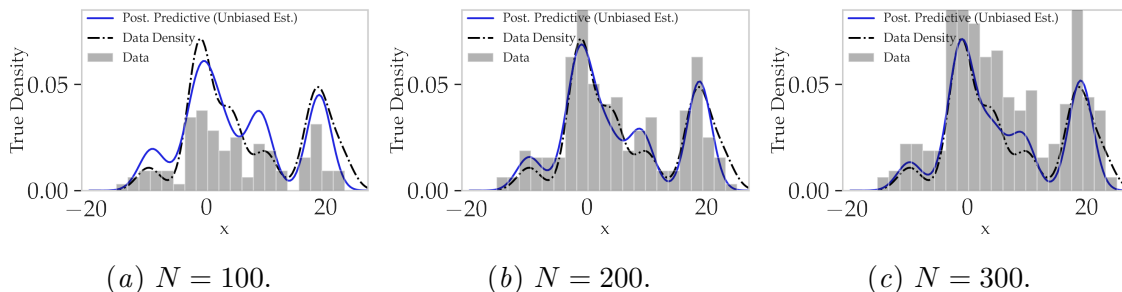 Post. Predictive (Unbiased Est.)
Data Density
Data
True Density
0.05
0.00
−20
0
20
x
(a) N = 100.
Post. Predictive (Unbiased Est.)
Data Density
Data
True Density
0.05
0.00
−20
0
20
x
(b) N = 200.
Post. Predictive (Unbiased Est.)
Data Density
Data
True Density
0.05
0.00
−20
0
20
x
(c) N = 300.